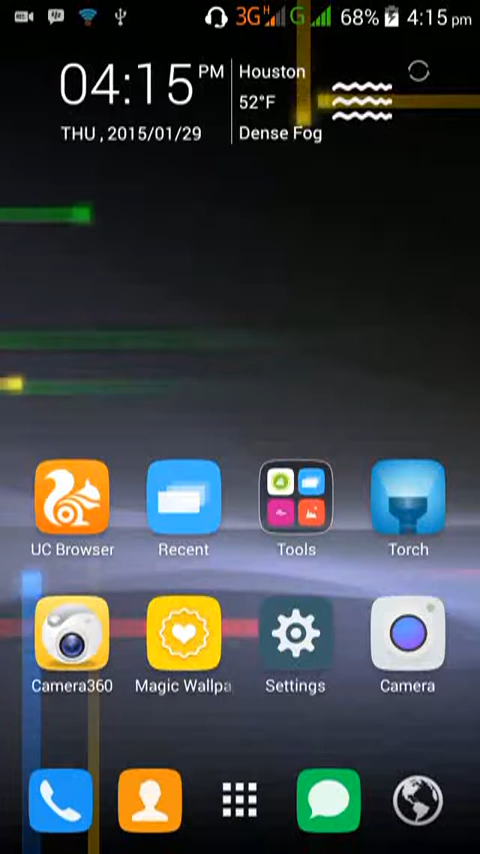 3G H G 68% 4:15 pm
04:15 PM
Houston
52°F
THU , 2015/01/29
Dense Fog
UC Browser
Recent
Tools
Torch
Camera360
Magic Wallpa
Settings
Camera